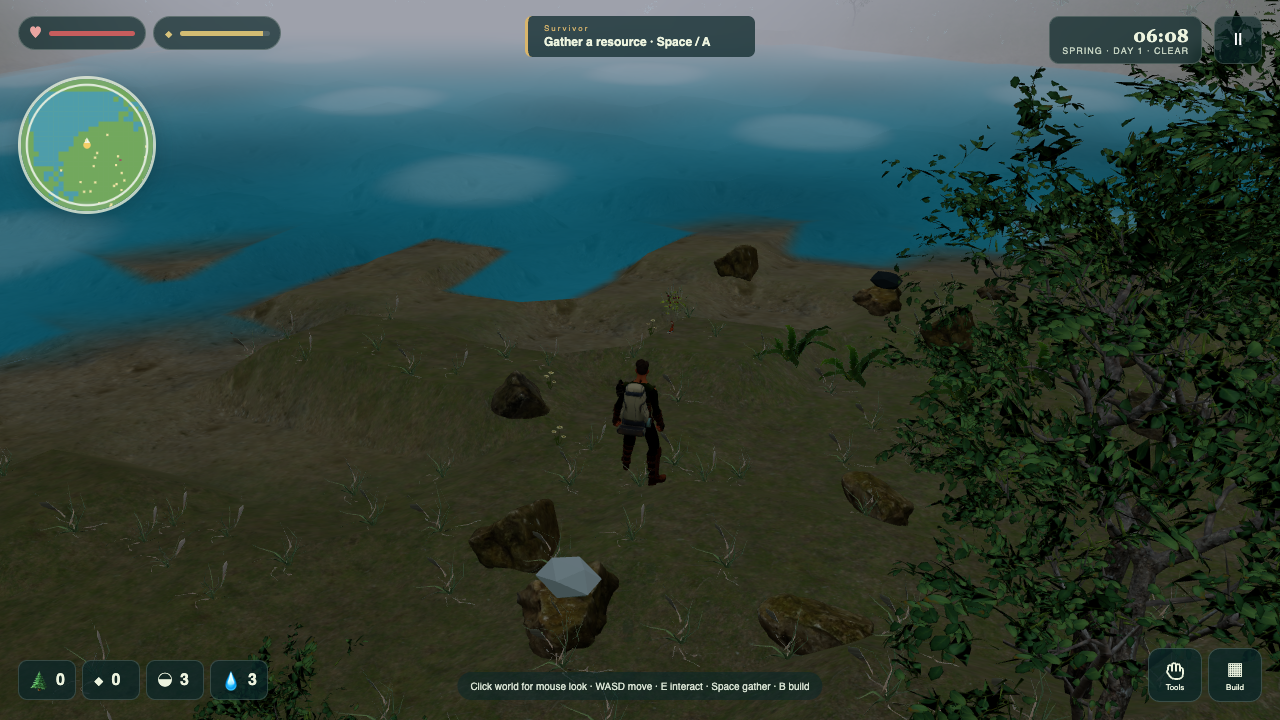 Survivor
Gather a resource · Space / A
06:08
SPRING · DAY 1 · CLEAR
0
0
3
3
Click world for mouse look · WASD move · E interact · Space gather · B build
Tools
Build